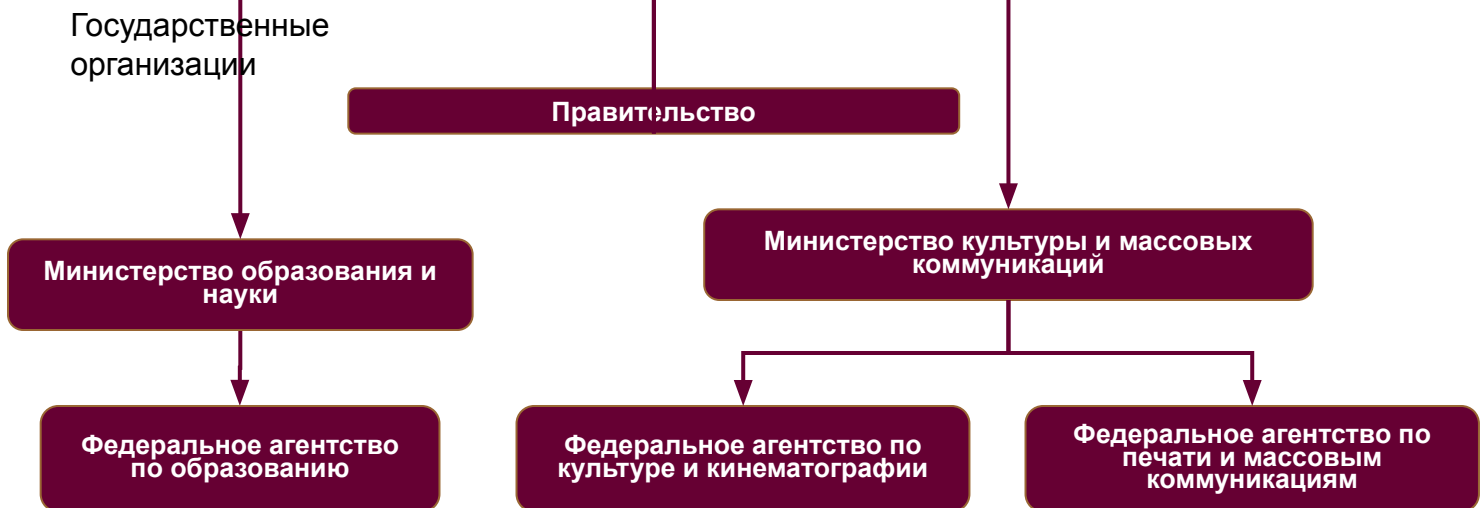 Государственные
организации
Правительство
Министерство образования и
науки
Министерство культуры и массовых
коммуникаций
Федеральное агентство
по образованию
Федеральное агентство по
культуре и кинематографии
Федеральное агентство по
печати и массовым
коммуникациям